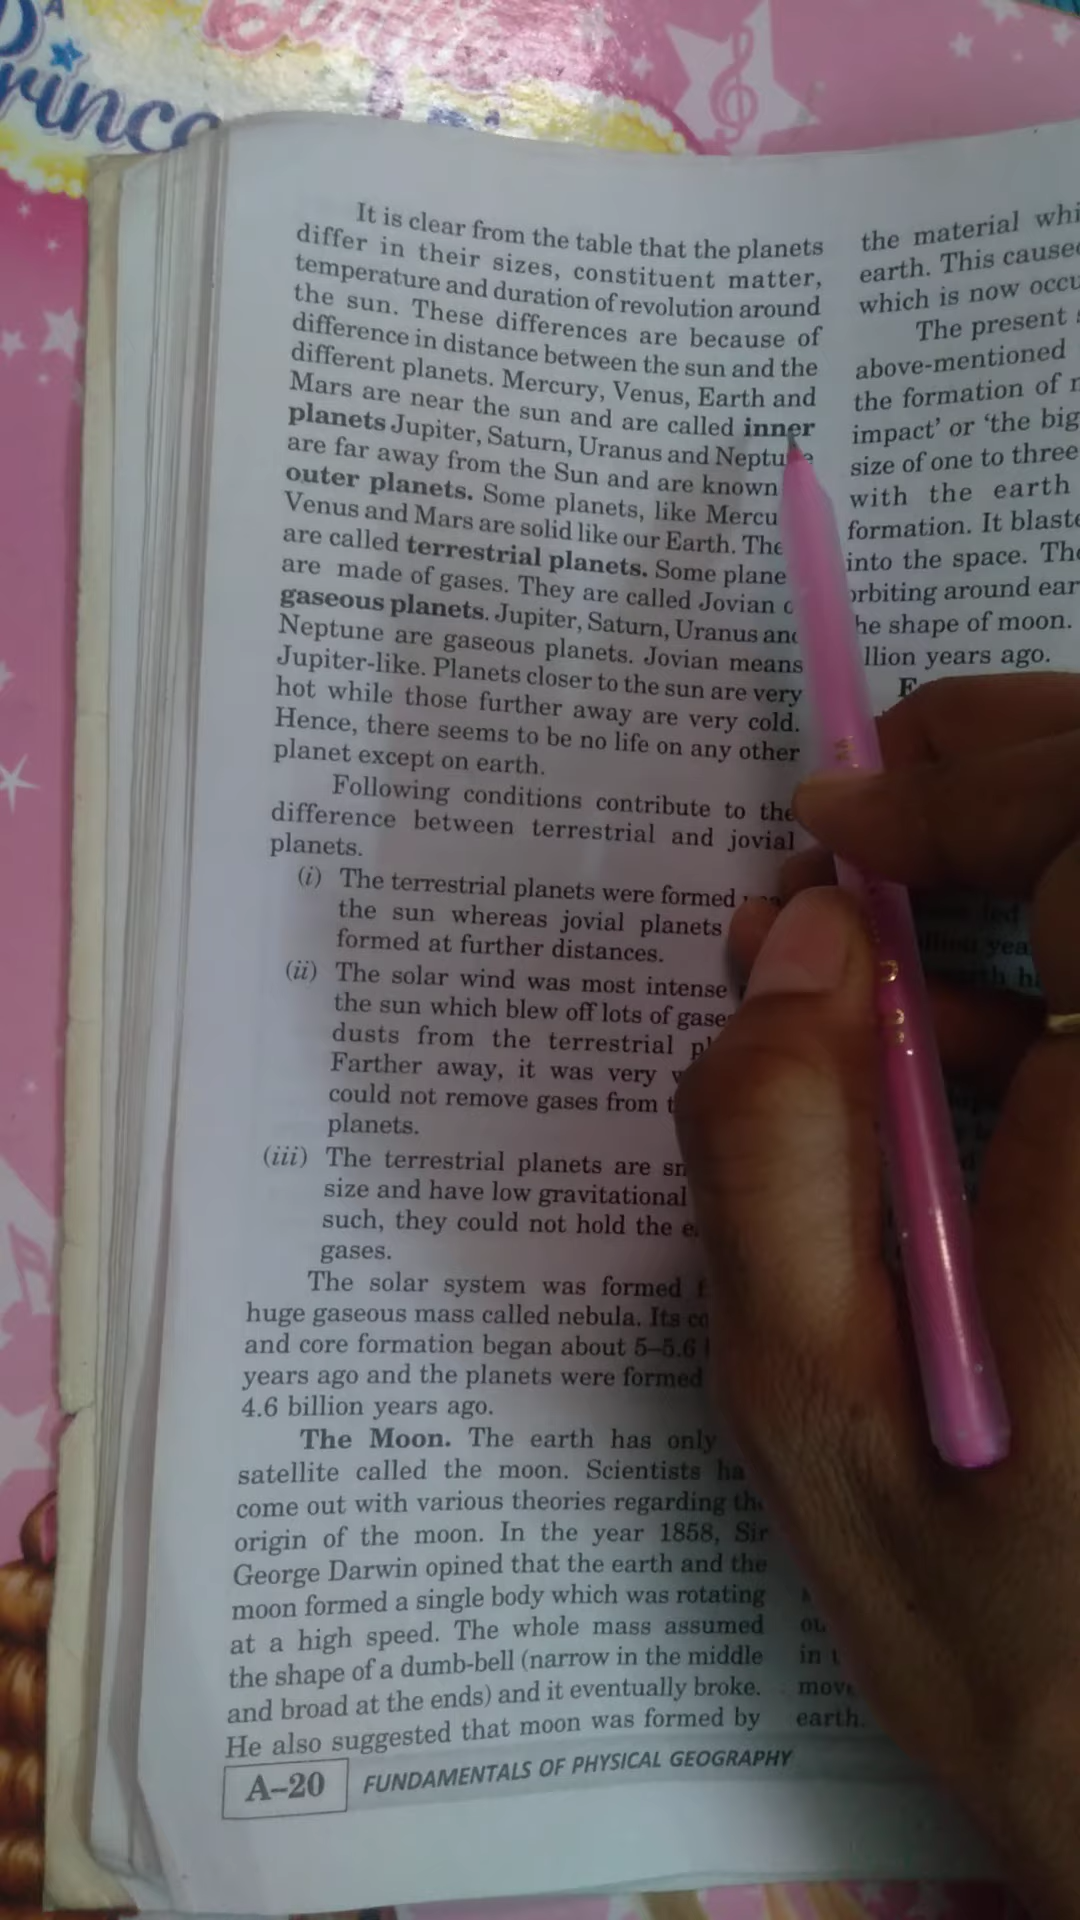 It is clear from the table that the planets
differ in their sizes, constituent matter,
temperature and duration of revolution around
the sun. These differences are because of
difference in distance between the sun and the
different planets. Mercury, Venus, Earth and
Mars are near the sun and are called inner
planets Jupiter, Saturn, Uranus and
are far away from the Sun and are known
outer planets. Some planets, like
Venus and Mars are solid like our Earth.
are called terrestrial planets. Some
are made of gases. They are called Jovian
gaseous planets. Jupiter, Saturn, Uranus
Neptune are gaseous planets. Jovian means
Jupiter-like. Planets closer to the sun are very
hot while those further away are very cold.
Hence, there seems to be no life on any other
planet except on earth.
Following conditions contribute to the
difference between terrestrial and jovial
planets.
(i) The terrestrial planets were formed
the sun whereas jovial planets
formed at further distances.
(ii) The solar wind was most intense
the sun which blew off lots of
dusts from the terrestrial
Farther away, it was very
could not remove gases from
planets.
(iii) The terrestrial planets are
size and have low gravitational
such, they could not hold the
gases.
The solar system was formed
huge gaseous mass called nebula. Its
and core formation began about 5–5.6
years ago and the planets were formed
4.6 billion years ago.
The Moon. The earth has only
satellite called the moon. Scientists
come out with various theories regarding
origin of the moon. In the year 1858, Sir
George Darwin opined that the earth and the
moon formed a single body which was rotating
at a high speed. The whole mass assumed
the shape of a dumb-bell (narrow in the middle
and broad at the ends) and it eventually broke.
He also suggested that moon was formed by
A–20 FUNDAMENTALS OF PHYSICAL GEOGRAPHY
the material
earth. This
which is now
The present
above-mentioned
the formation of
impact' or 'the big
size of one to three
with the earth
formation. It
into the space.
orbiting around
shape of moon.
years ago.
earth.